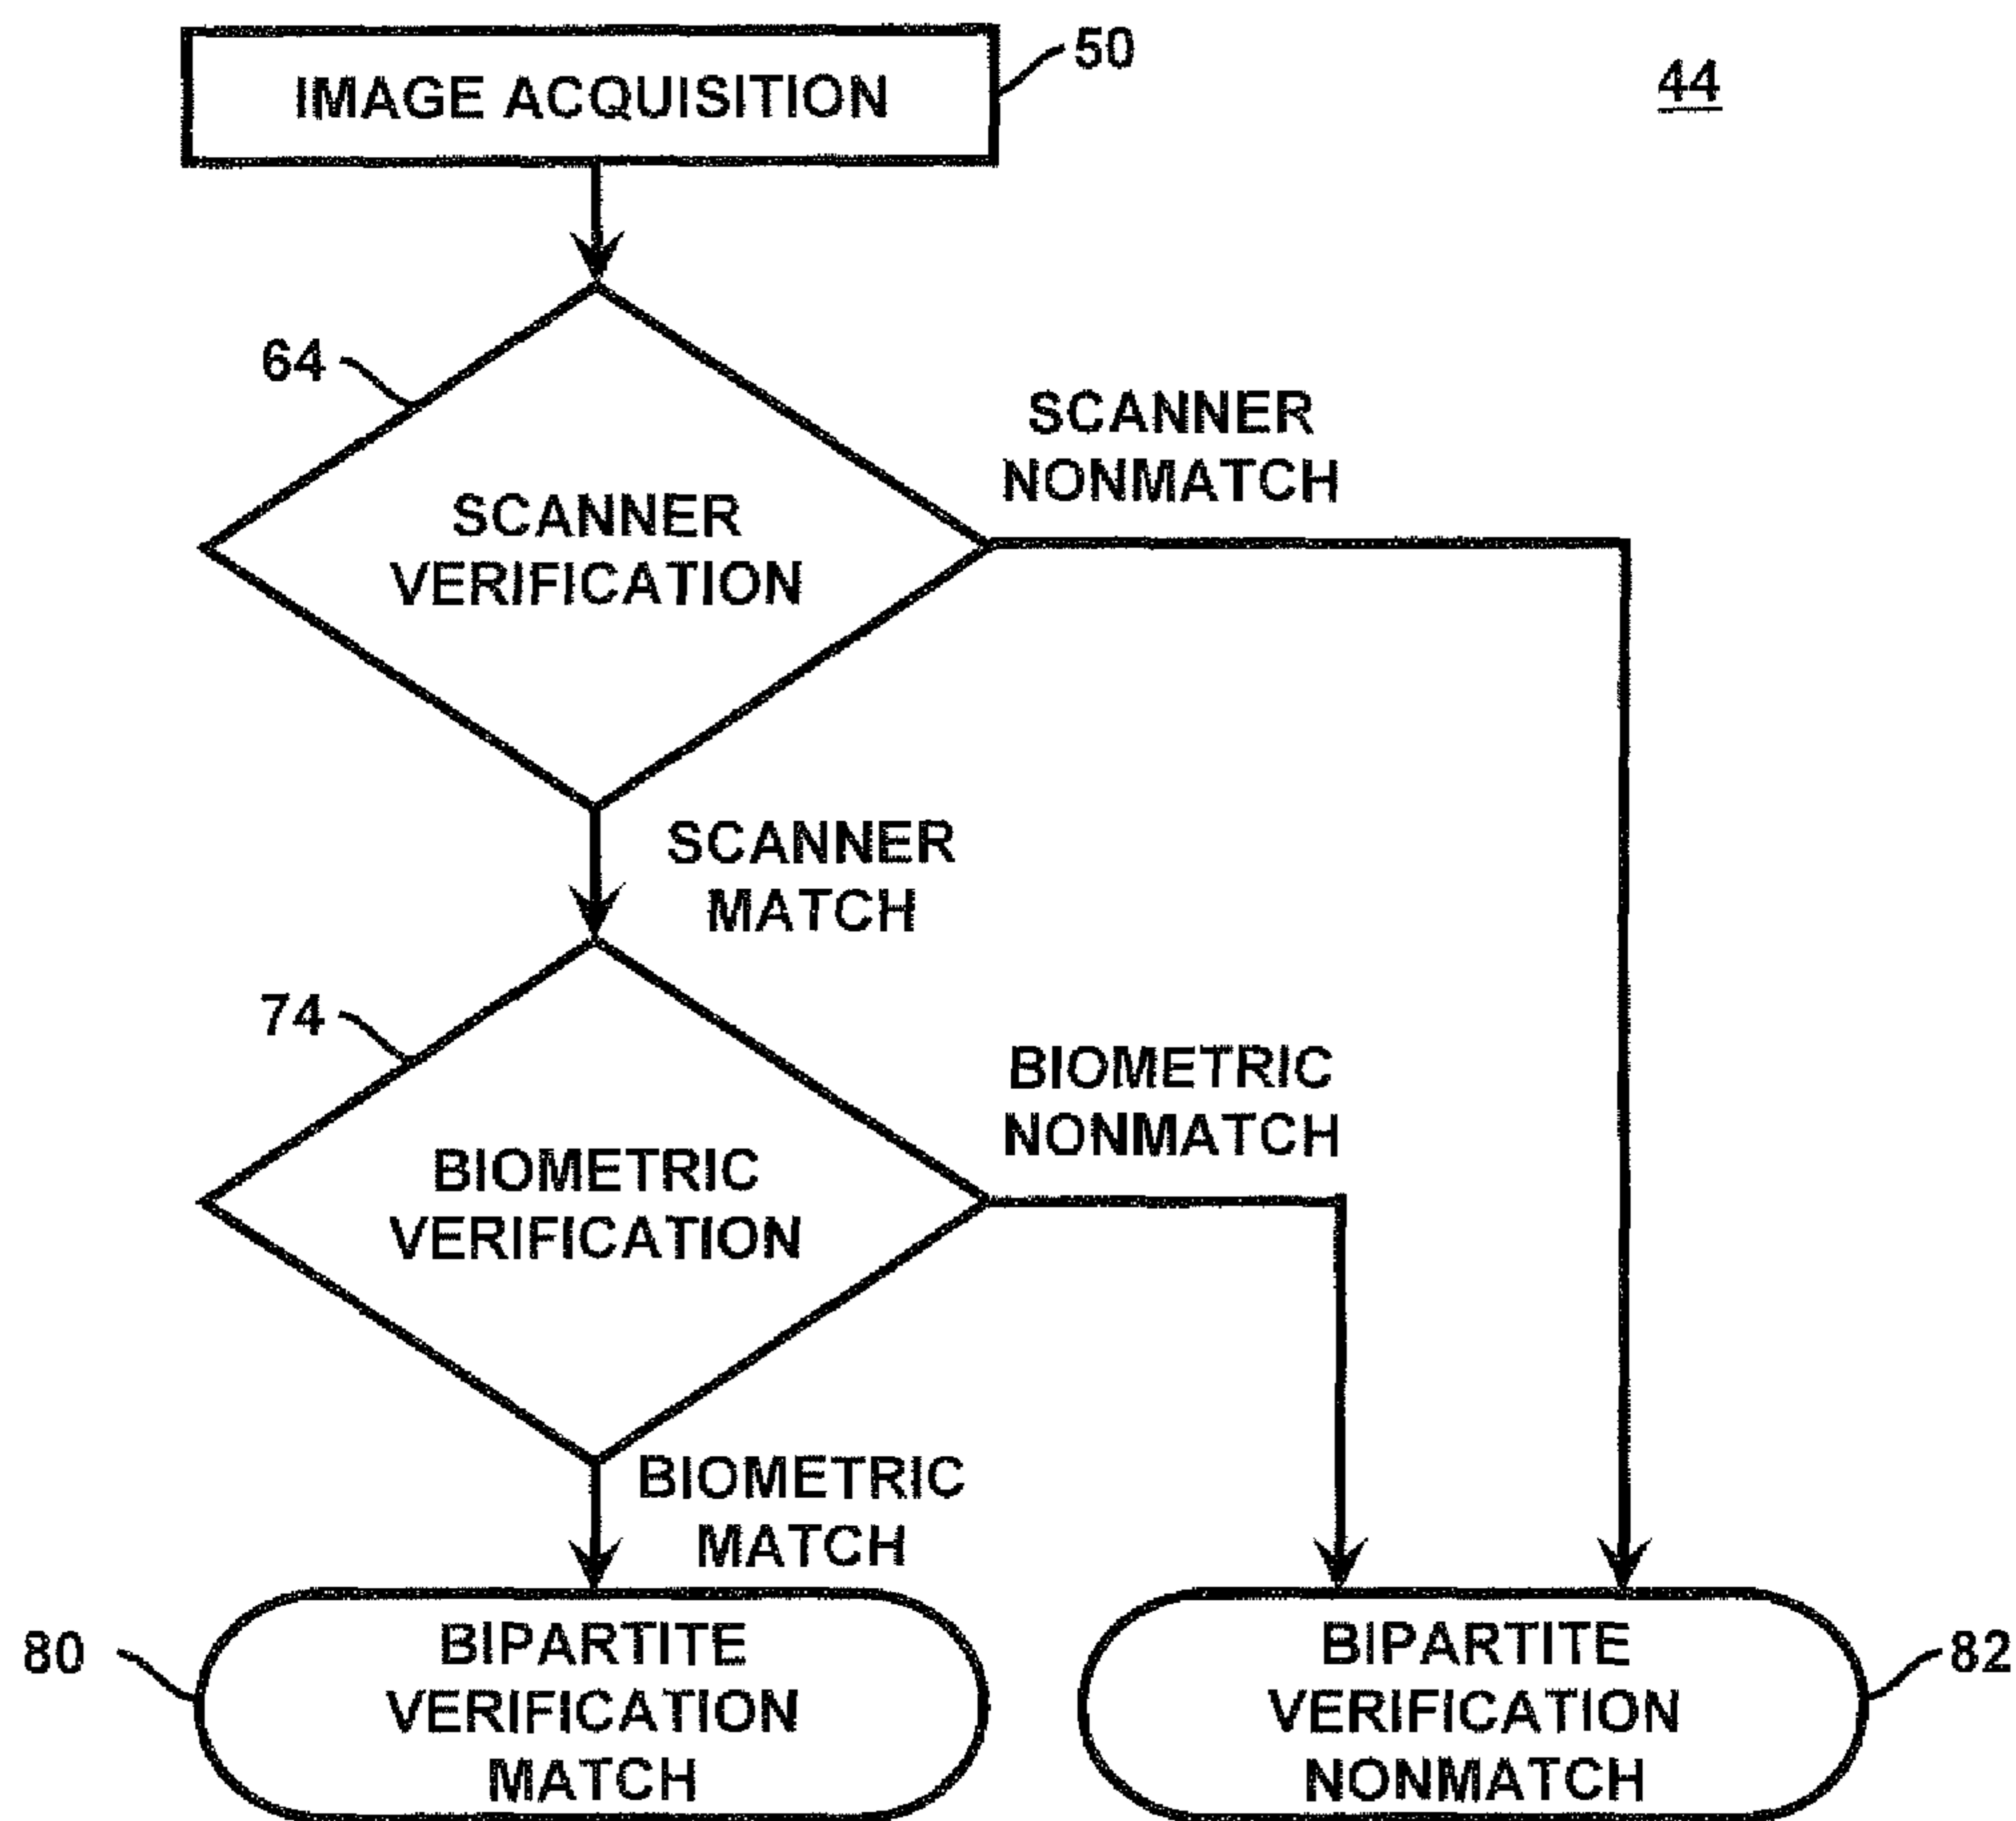 IMAGE ACQUISITION
50
44
64
SCANNER
NONMATCH
SCANNER
VERIFICATION
SCANNER
MATCH
74
BIOMETRIC
NONMATCH
BIOMETRIC
VERIFICATION
BIOMETRIC
MATCH
80
BIPARTITE
VERIFICATION
MATCH
BIPARTITE
VERIFICATION
NONMATCH
82